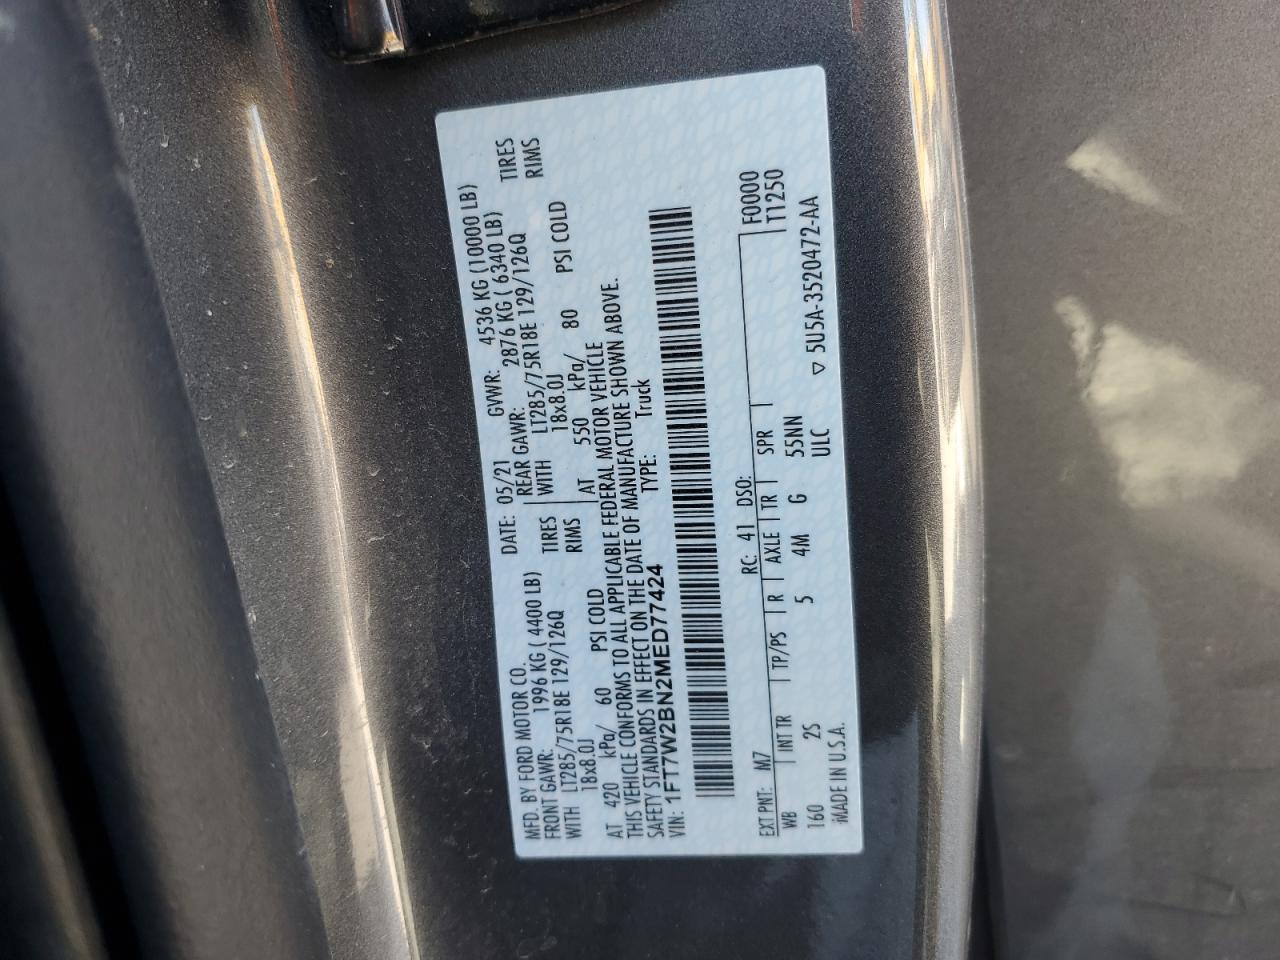 MFD. BY FORD MOTOR CO. DATE: 05/21 GVWR: 4536 KG (10000 LB)
FRONT GAWR: 1996 KG ( 4400 LB) REAR GAWR: 2876 KG ( 6340 LB)
WITH LT285/75R18E 129/126Q TIRES WITH LT285/75R18E 129/126Q TIRES
18x8.0J RIMS 18x8.0J RIMS
AT 420 kPa/ 60 PSI COLD AT 550 kPa/ 80 PSI COLD
THIS VEHICLE CONFORMS TO ALL APPLICABLE FEDERAL MOTOR VEHICLE
SAFETY STANDARDS IN EFFECT ON THE DATE OF MANUFACTURE SHOWN ABOVE.
VIN: 1FT7W2BN2MED77424 TYPE: Truck
EXT PNT: M7 RC: 41 DSO: F0000
WB INT TR TP/PS R AXLE TR SPR T1250
160 2S 5 4M G 55NN
MADE IN U.S.A. ULC ▽ 5U5A-3520472-AA